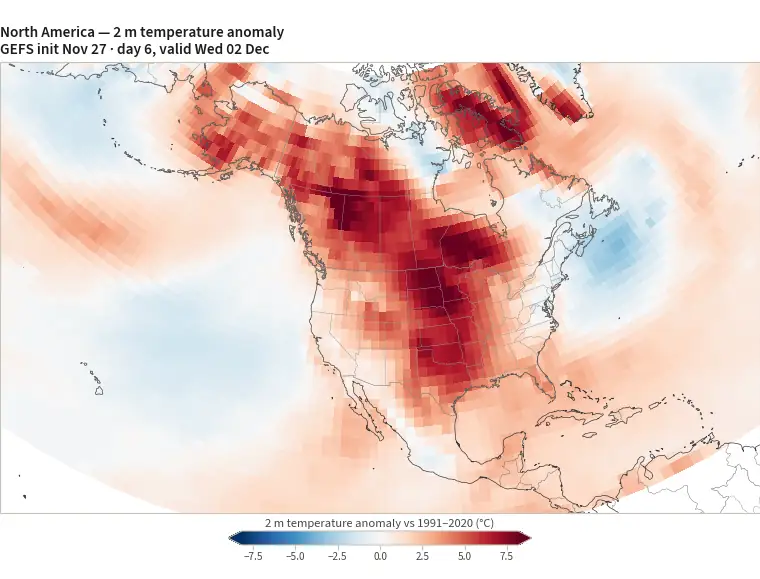 North America — 2 m temperature anomaly
GEFS init Nov 27 · day 6, valid Wed 02 Dec
2 m temperature anomaly vs 1991–2020 (°C)
−7.5 −5.0 −2.5 0.0 2.5 5.0 7.5